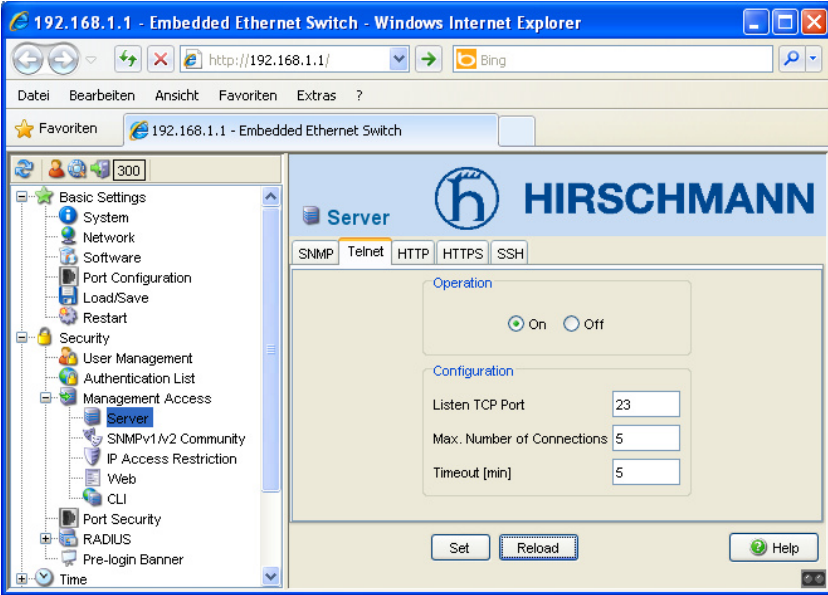 192.168.1.1 - Embedded Ethernet Switch - Windows Internet Explorer
http://192.168.1.1/
Bing
Datei Bearbeiten Ansicht Favoriten Extras ?
Favoriten
192.168.1.1 - Embedded Ethernet Switch
300
Basic Settings
System
Network
Software
Port Configuration
Load/Save
Restart
Security
User Management
Authentication List
Management Access
Server
SNMPv1/v2 Community
IP Access Restriction
Web
CLI
Port Security
RADIUS
Pre-login Banner
Time
Server
HIRSCHMANN
SNMP Telnet HTTP HTTPS SSH
Operation
On Off
Configuration
Listen TCP Port 23
Max. Number of Connections 5
Timeout [min] 5
Set Reload Help